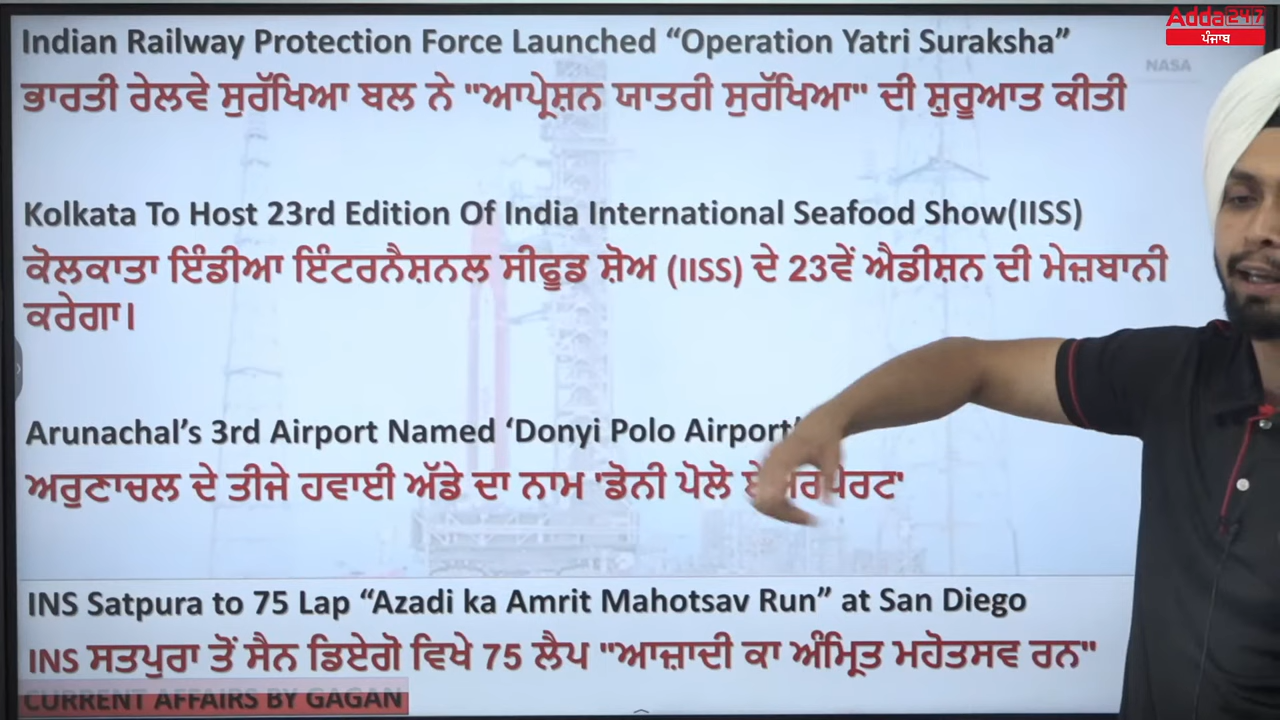 Adda247
ਪੰਜਾਬ
NASA
Indian Railway Protection Force Launched “Operation Yatri Suraksha”
ਭਾਰਤੀ ਰੇਲਵੇ ਸੁਰੱਖਿਆ ਬਲ ਨੇ "ਆਪ੍ਰੇਸ਼ਨ ਯਾਤਰੀ ਸੁਰੱਖਿਆ" ਦੀ ਸ਼ੁਰੂਆਤ ਕੀਤੀ
Kolkata To Host 23rd Edition Of India International Seafood Show(IISS)
ਕੋਲਕਾਤਾ ਇੰਡੀਆ ਇੰਟਰਨੈਸ਼ਨਲ ਸੀਫੂਡ ਸ਼ੋਅ (IISS) ਦੇ 23ਵੇਂ ਐਡੀਸ਼ਨ ਦੀ ਮੇਜ਼ਬਾਨੀ
ਕਰੇਗਾ।
Arunachal’s 3rd Airport Named ‘Donyi Polo Airport’
ਅਰੁਣਾਚਲ ਦੇ ਤੀਜੇ ਹਵਾਈ ਅੱਡੇ ਦਾ ਨਾਮ 'ਡੋਨੀ ਪੋਲੋ
INS Satpura to 75 Lap “Azadi ka Amrit Mahotsav Run” at San Diego
INS ਸਤਪੁਰਾ ਤੋਂ ਸੈਨ ਡਿਏਗੋ ਵਿਖੇ 75 ਲੈਪ "ਆਜ਼ਾਦੀ ਕਾ ਅੰਮ੍ਰਿਤ ਮਹੋਤਸਵ ਰਨ"
CURRENT AFFAIRS BY GAGAN